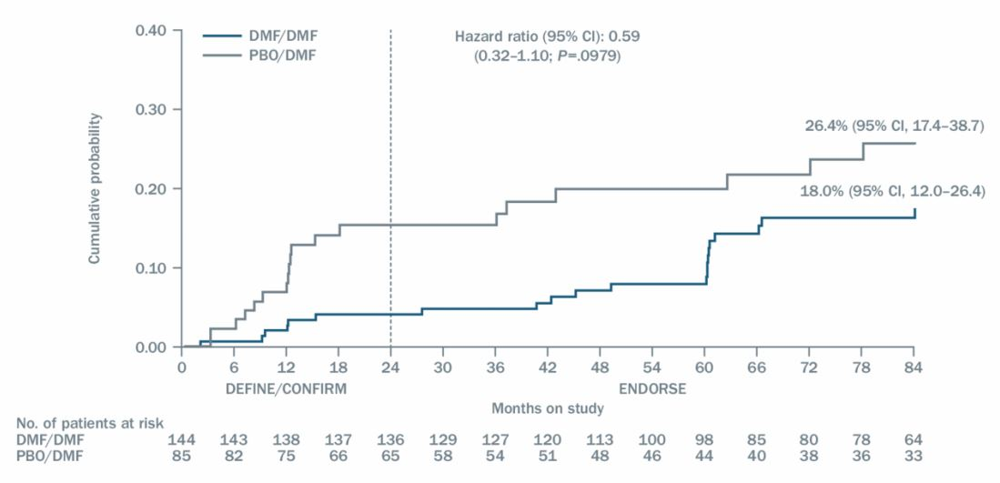 0.40
DMF/DMF
PBO/DMF
Hazard ratio (95% CI): 0.59
(0.32–1.10; P=.0979)
0.30
26.4% (95% CI, 17.4–38.7)
0.20
18.0% (95% CI, 12.0–26.4)
0.10
0.00
Cumulative probability
0 6 12 18 24 30 36 42 48 54 60 66 72 78 84
DEFINE/CONFIRM ENDORSE
Months on study
No. of patients at risk
DMF/DMF 144 143 138 137 136 129 127 120 113 100 98 85 80 78 64
PBO/DMF 85 82 75 66 65 58 54 51 48 46 44 40 38 36 33